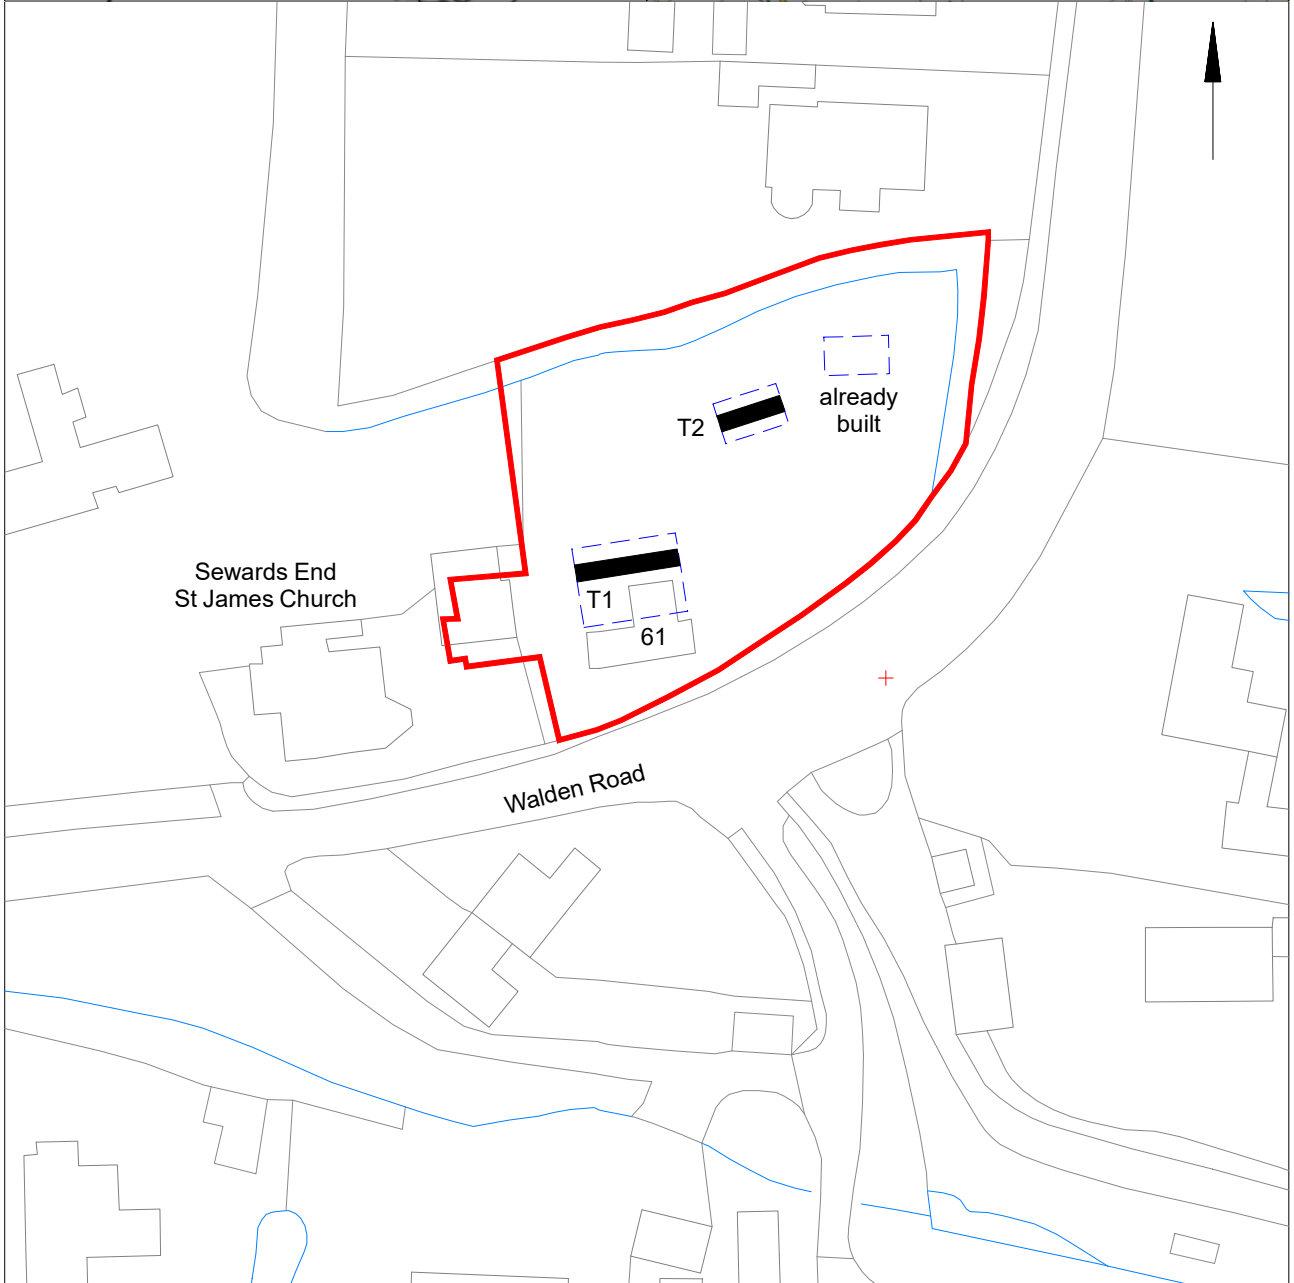 already
built
T2
Sewards End
St James Church
T1
61
Walden Road